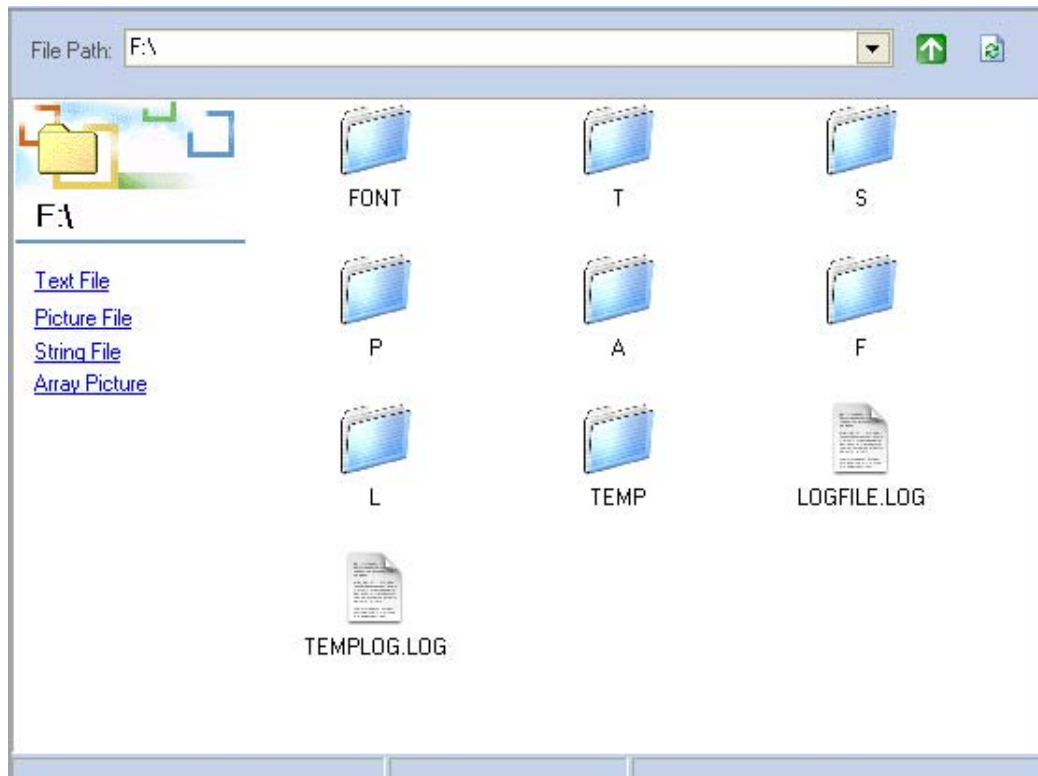 File Path: F:\
F:\
Text File
Picture File
String File
Array Picture
FONT T S
P A F
L TEMP LOGFILE.LOG
TEMPLOG.LOG